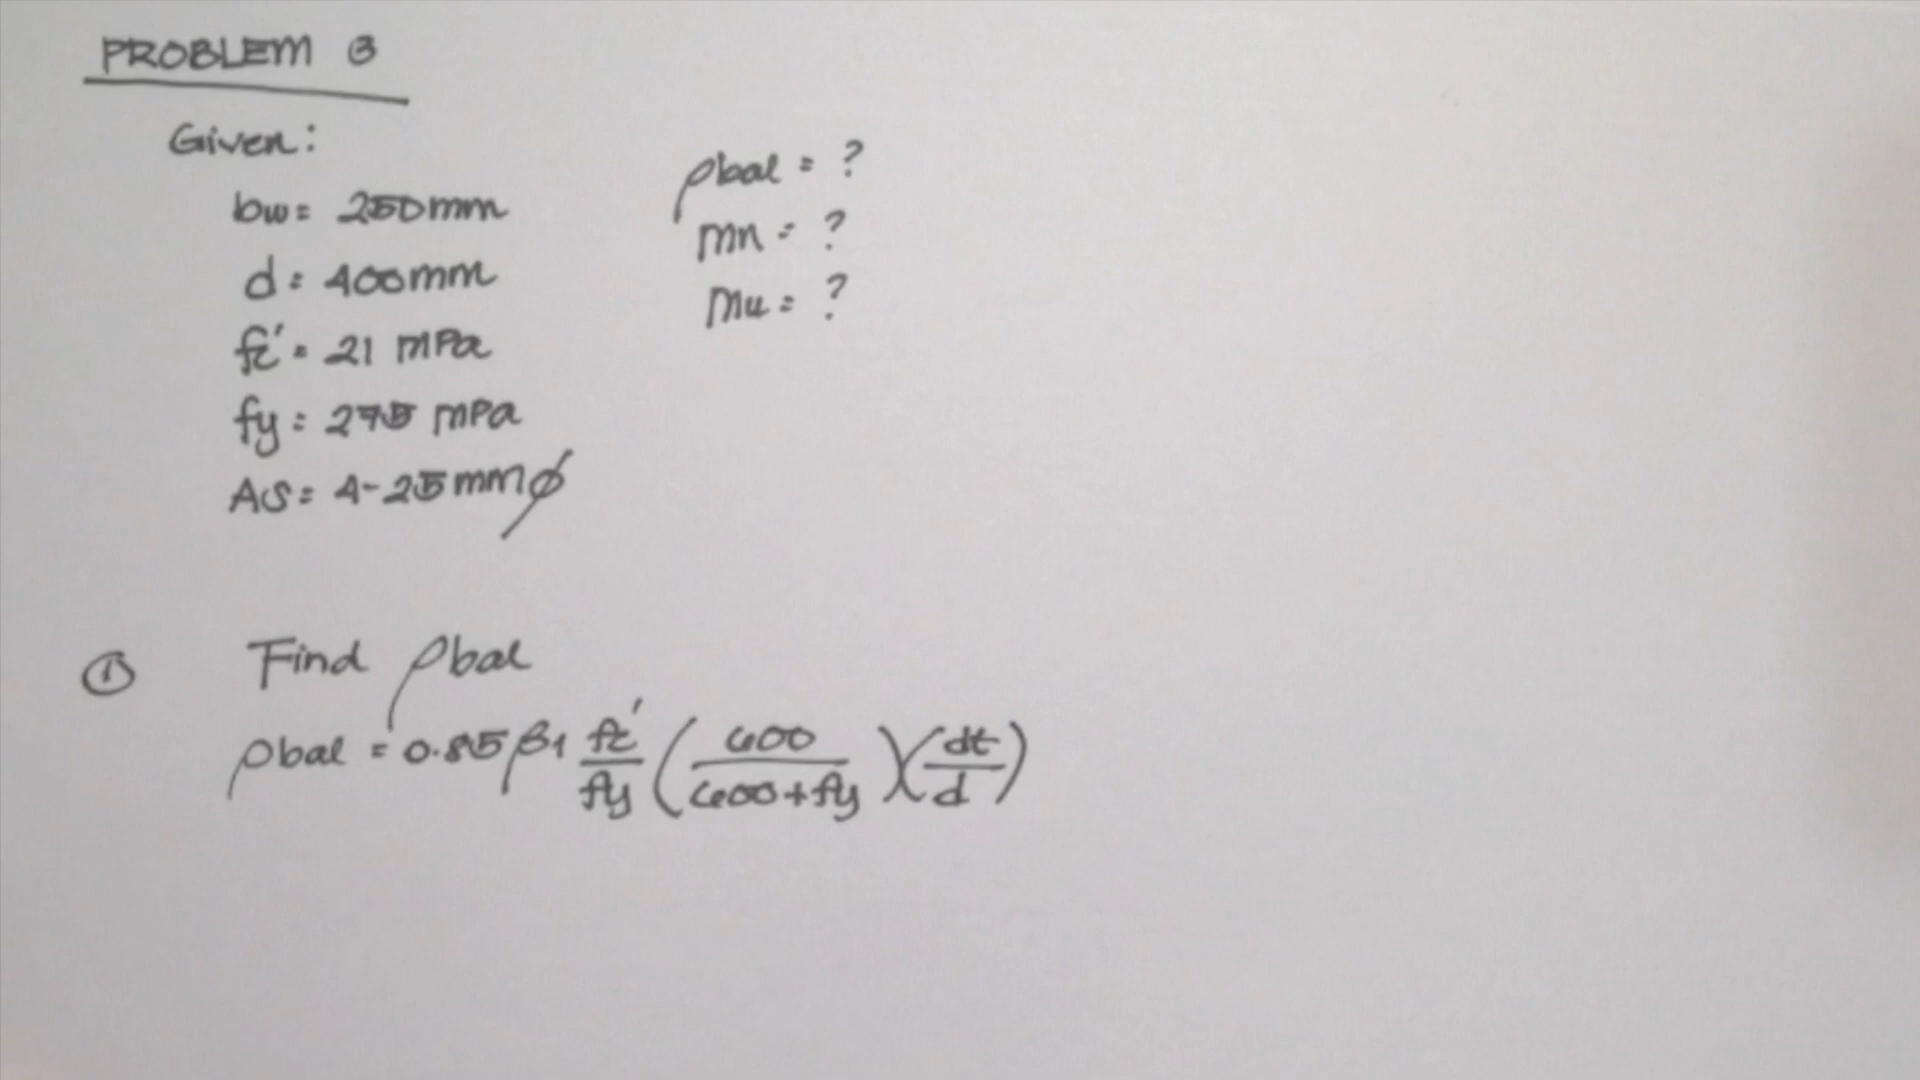 PROBLEM 3
Given:
bw = 250mm
d = 400mm
fc' = 21 MPa
fy = 275 MPa
As = 4-25mmφ
ρbal = ?
Mn = ?
Mu = ?
① Find ρbal
ρbal = 0.85β1 fc'/fy (600/(600+fy))(dt/d)